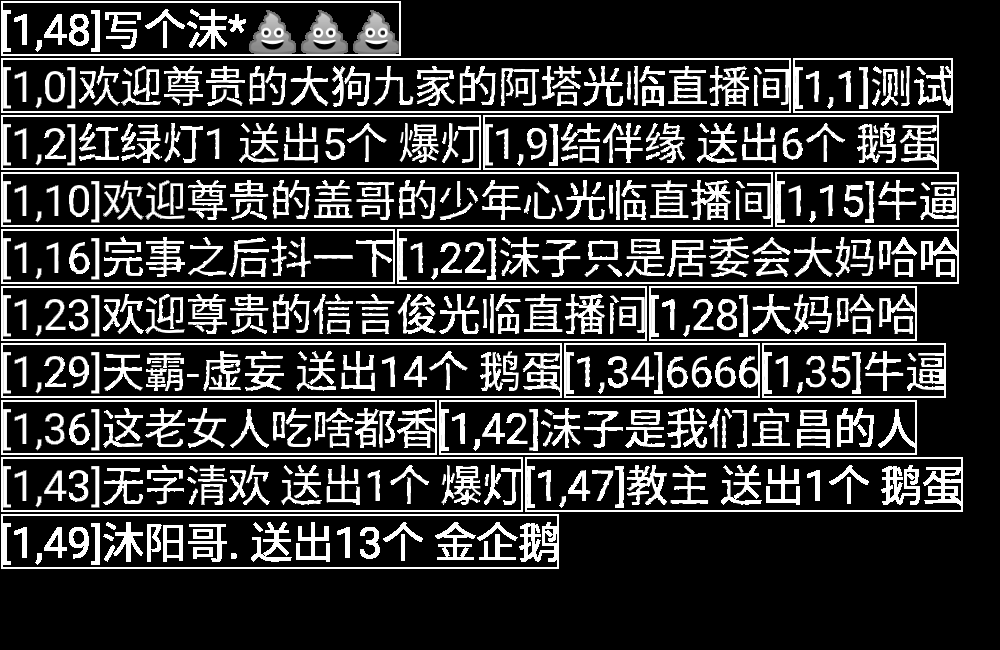 [1,48]写个沫*💩💩💩
[1,0]欢迎尊贵的大狗九家的阿塔光临直播间[1,1]测试
[1,2]红绿灯1 送出5个 爆灯[1,9]结伴缘 送出6个 鹅蛋
[1,10]欢迎尊贵的盖哥的少年心光临直播间[1,15]牛逼
[1,16]完事之后抖一下[1,22]沫子只是居委会大妈哈哈
[1,23]欢迎尊贵的信言俊光临直播间[1,28]大妈哈哈
[1,29]天霸-虚妄 送出14个 鹅蛋[1,34]6666[1,35]牛逼
[1,36]这老女人吃啥都香[1,42]沫子是我们宜昌的人
[1,43]无字清欢 送出1个 爆灯[1,47]教主 送出1个 鹅蛋
[1,49]沐阳哥. 送出13个 金企鹅